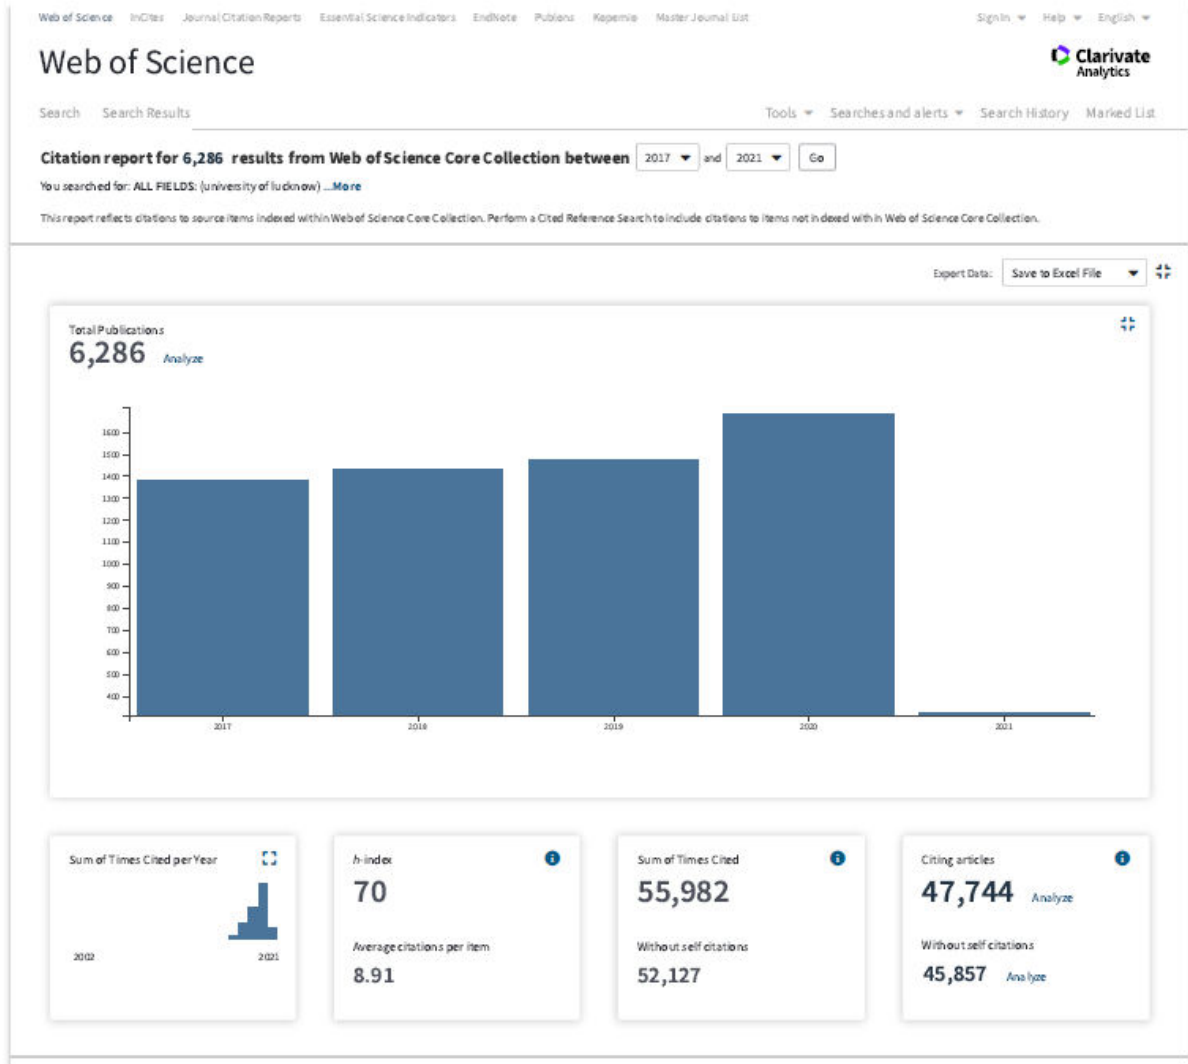 Web of Science InCites Journal Citation Reports Essential Science Indicators EndNote Publons Kopernio Master Journal List Sign In Help English
Web of Science
Clarivate
Analytics
Search Search Results Tools Searches and alerts Search History Marked List
Citation report for 6,286 results from Web of Science Core Collection between 2017 and 2021 Go
You searched for: ALL FIELDS: (university of lucknow) ...More
This report reflects citations to source items indexed within Web of Science Core Collection. Perform a Cited Reference Search to include citations to items not indexed within Web of Science Core Collection.
Export Data: Save to Excel File
Total Publications
6,286 Analyze
1600
1500
1400
1300
1200
1100
1000
900
800
700
600
500
400
2017 2018 2019 2020 2021
Sum of Times Cited per Year
2002 2021
h-index
70
Average citations per item
8.91
Sum of Times Cited
55,982
Without self citations
52,127
Citing articles
47,744 Analyze
Without self citations
45,857 Analyze